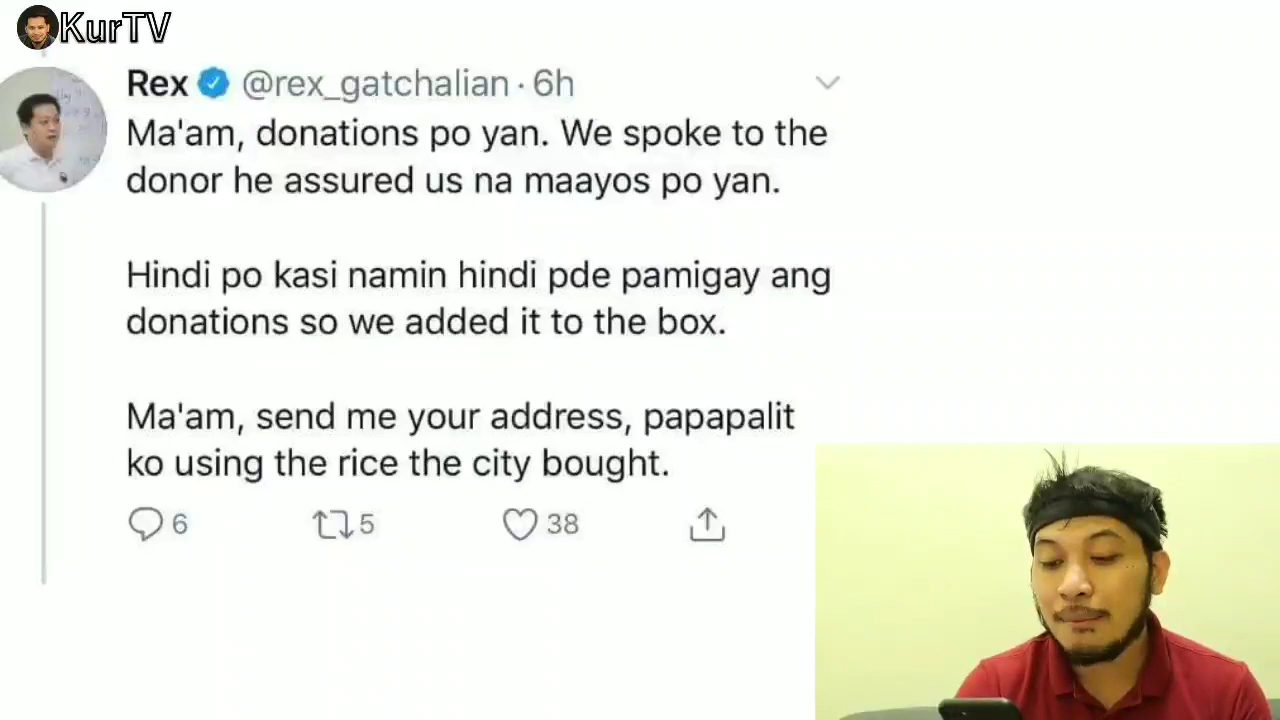 KurTV
Rex @rex_gatchalian · 6h
Ma'am, donations po yan. We spoke to the
donor he assured us na maayos po yan.
Hindi po kasi namin hindi pde pamigay ang
donations so we added it to the box.
Ma'am, send me your address, papapalit
ko using the rice the city bought.
6 5 38